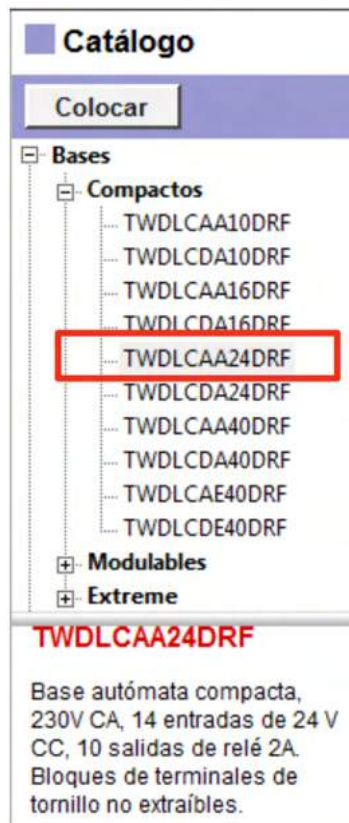 Catálogo
Colocar
Bases
Compactos
TWDLCAA10DRF
TWDLCDA10DRF
TWDLCAA16DRF
TWDLCDA16DRF
TWDLCAA24DRF
TWDLCDA24DRF
TWDLCAA40DRF
TWDLCDA40DRF
TWDLCAE40DRF
TWDLCDE40DRF
Modulables
Extreme
TWDLCAA24DRF
Base autómata compacta,
230V CA, 14 entradas de 24 V
CC, 10 salidas de relé 2A.
Bloques de terminales de
tornillo no extraíbles.